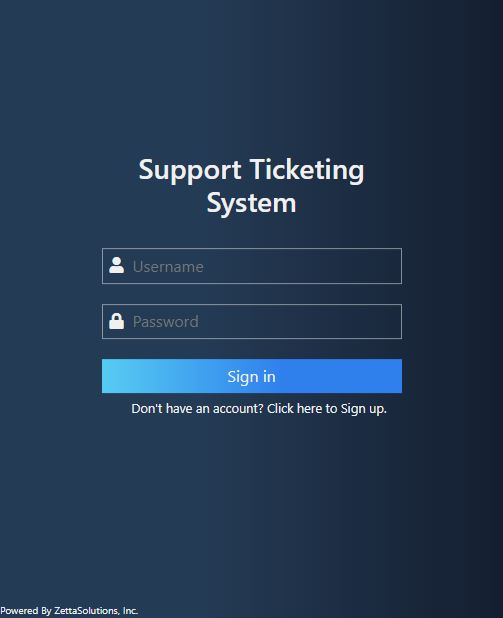 Support Ticketing
System
Username
Password
Sign in
Don't have an account? Click here to Sign up.
Powered By ZettaSolutions, Inc.